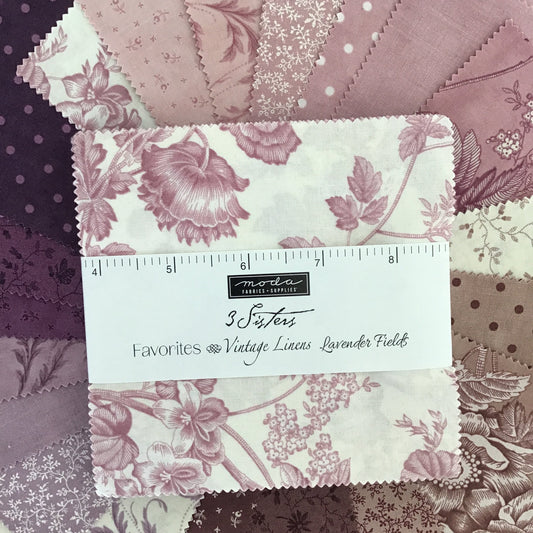 4 5 6 7 8
moda
FABRICS + SUPPLIES
3 Sisters
Favorites Vintage Linens Lavender Fields